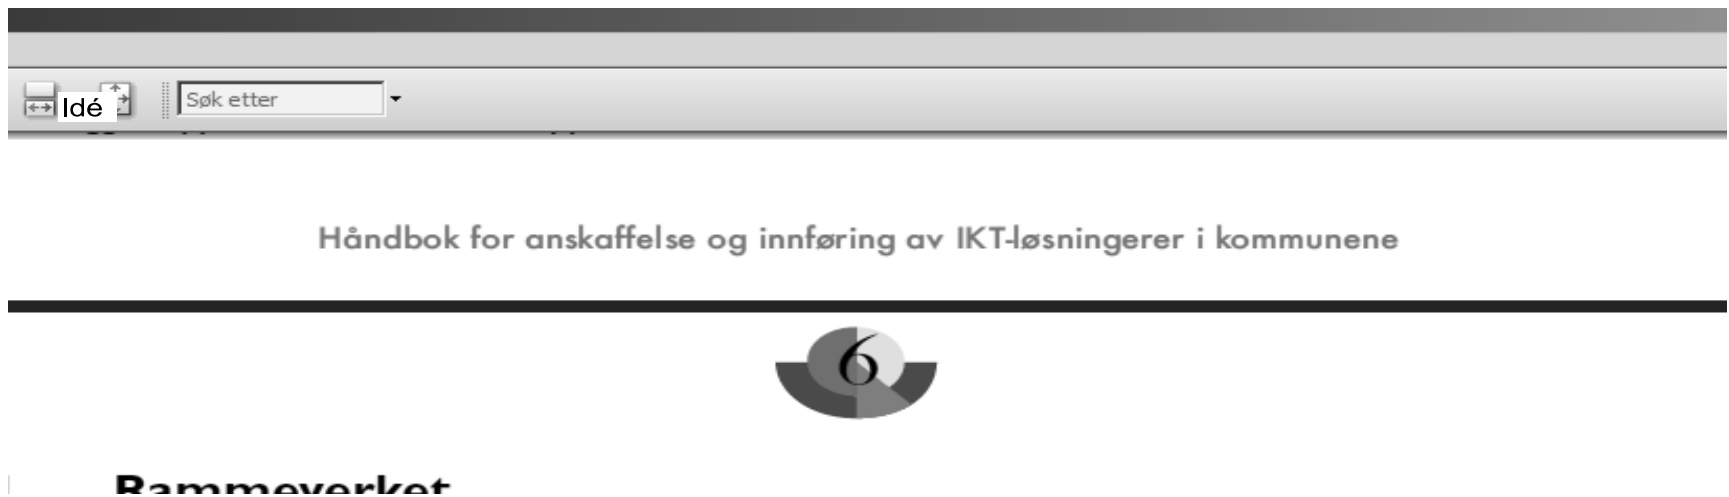 Idé Søk etter
Håndbok for anskaffelse og innføring av IKT-løsningerer i kommunene
6
Rammeverket